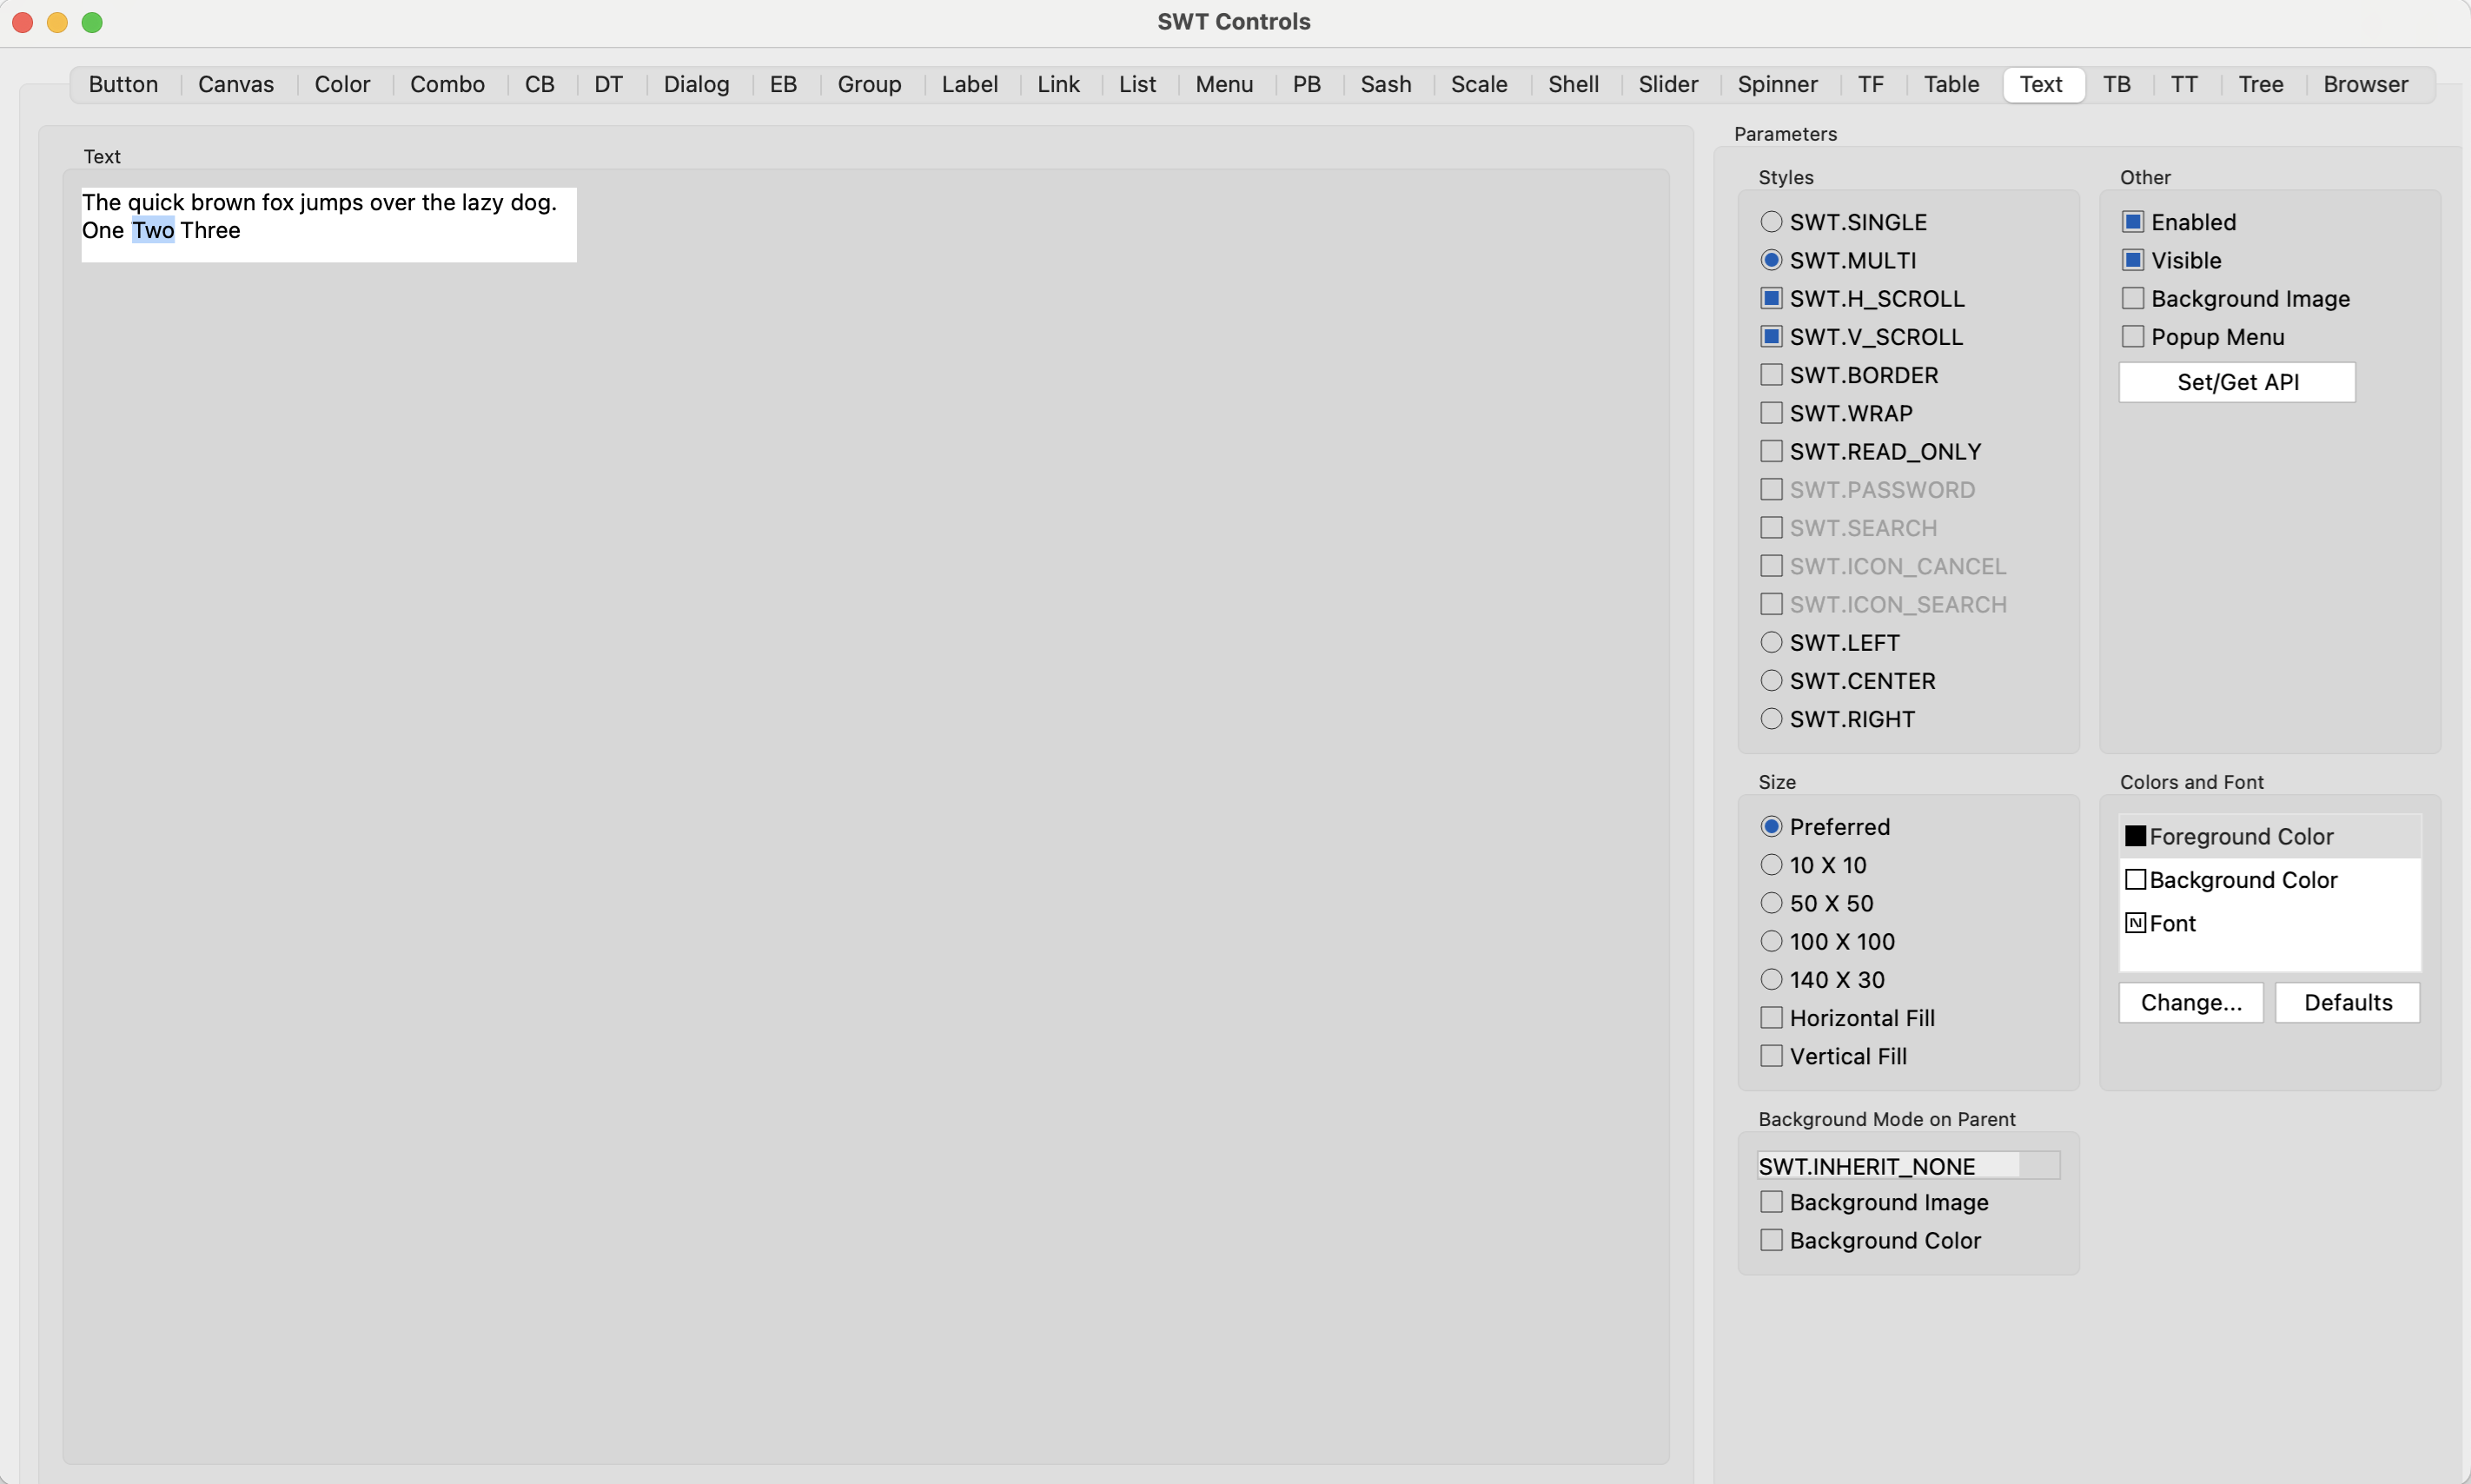 SWT Controls
Button Canvas Color Combo CB DT Dialog EB Group Label Link List Menu PB Sash Scale Shell Slider Spinner TF Table Text TB TT Tree Browser
Text
The quick brown fox jumps over the lazy dog.
One Two Three
Parameters
Styles
SWT.SINGLE
SWT.MULTI
SWT.H_SCROLL
SWT.V_SCROLL
SWT.BORDER
SWT.WRAP
SWT.READ_ONLY
SWT.PASSWORD
SWT.SEARCH
SWT.ICON_CANCEL
SWT.ICON_SEARCH
SWT.LEFT
SWT.CENTER
SWT.RIGHT
Other
Enabled
Visible
Background Image
Popup Menu
Set/Get API
Size
Preferred
10 X 10
50 X 50
100 X 100
140 X 30
Horizontal Fill
Vertical Fill
Colors and Font
Foreground Color
Background Color
N Font
Change... Defaults
Background Mode on Parent
SWT.INHERIT_NONE
Background Image
Background Color